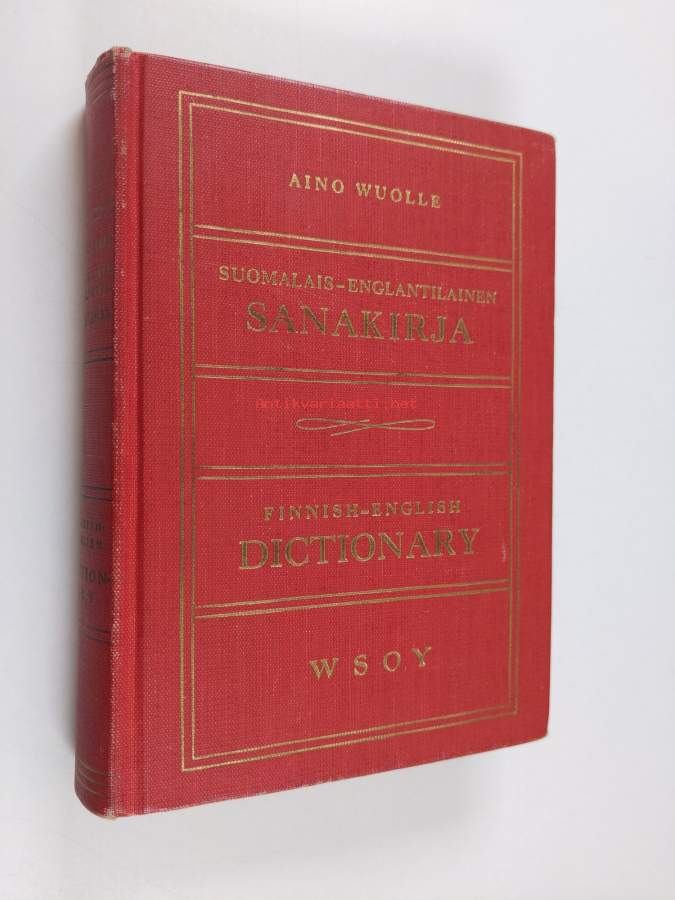 AINO WUOLLE
SUOMALAIS-ENGLANTILAINEN
SANAKIRJA
Antikvariaatti.net
FINNISH-ENGLISH
DICTIONARY
WSOY